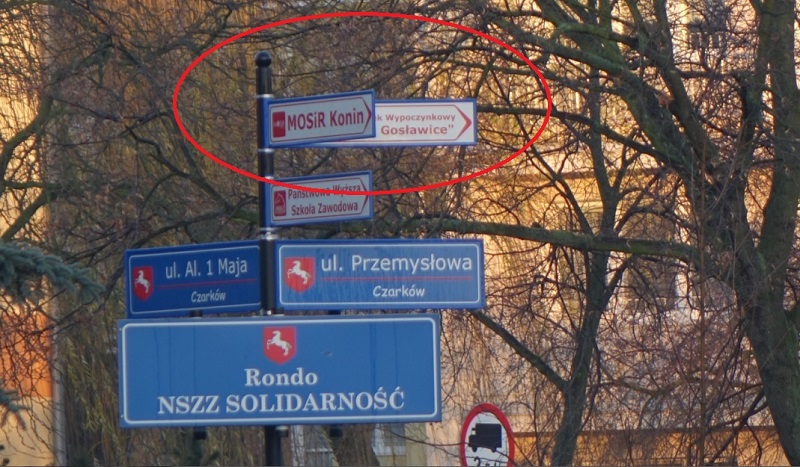 MOSiR Konin
k Wypoczynkowy
Gosławice"
Państwowa Wyższa
Szkoła Zawodowa
ul. Al. 1 Maja
Czarków
ul. Przemysłowa
Czarków
Rondo
NSZZ SOLIDARNOŚĆ